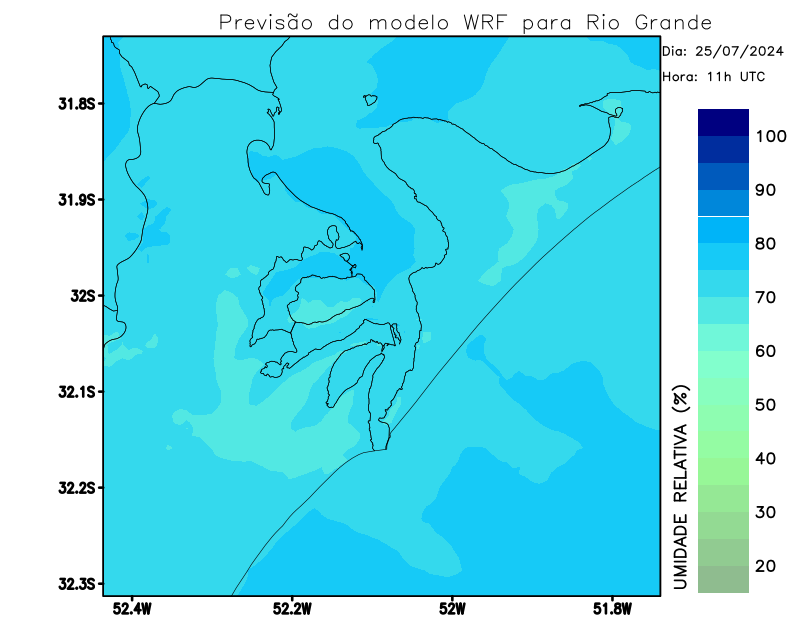 Previsão do modelo WRF para Rio Grande
Dia: 25/07/2024
Hora: 11h UTC
31.8S
31.9S
32S
32.1S
32.2S
32.3S
52.4W
52.2W
52W
51.8W
UMIDADE RELATIVA (%)
100
90
80
70
60
50
40
30
20